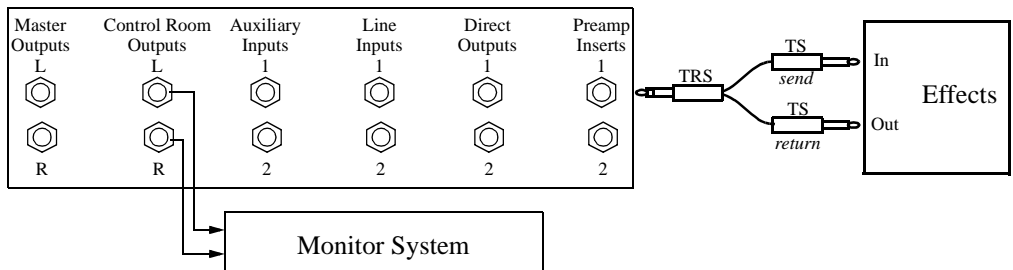 Master Outputs
Control Room Outputs
Auxiliary Inputs
Line Inputs
Direct Outputs
Preamp Inserts
L L 1 1 1 1
R R 2 2 2 2
TRS
TS
send
TS
return
In
Out
Effects
Monitor System